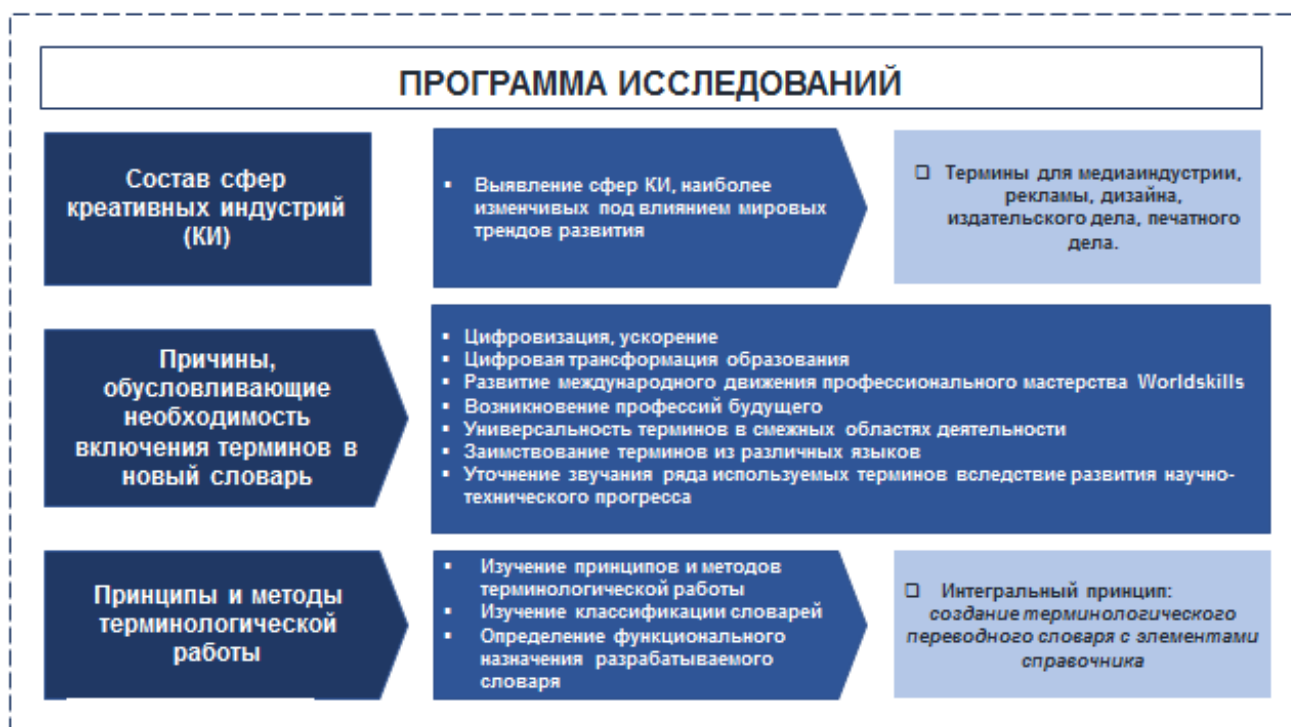 ПРОГРАММА ИССЛЕДОВАНИЙ
Состав сфер
креативных индустрий
(КИ)
▪ Выявление сфер КИ, наиболее
изменчивых под влиянием мировых
трендов развития
❑ Термины для медиаиндустрии,
рекламы, дизайна,
издательского дела, печатного
дела.
Причины,
обусловливающие
необходимость
включения терминов в
новый словарь
▪ Цифровизация, ускорение
▪ Цифровая трансформация образования
▪ Развитие международного движения профессионального мастерства Worldskills
▪ Возникновение профессий будущего
▪ Универсальность терминов в смежных областях деятельности
▪ Заимствование терминов из различных языков
▪ Уточнение звучания ряда используемых терминов вследствие развития научно-
технического прогресса
Принципы и методы
терминологической
работы
▪ Изучение принципов и методов
терминологической работы
▪ Изучение классификации словарей
▪ Определение функционального
назначения разрабатываемого
словаря
❑ Интегральный принцип:
создание терминологического
переводного словаря с элементами
справочника